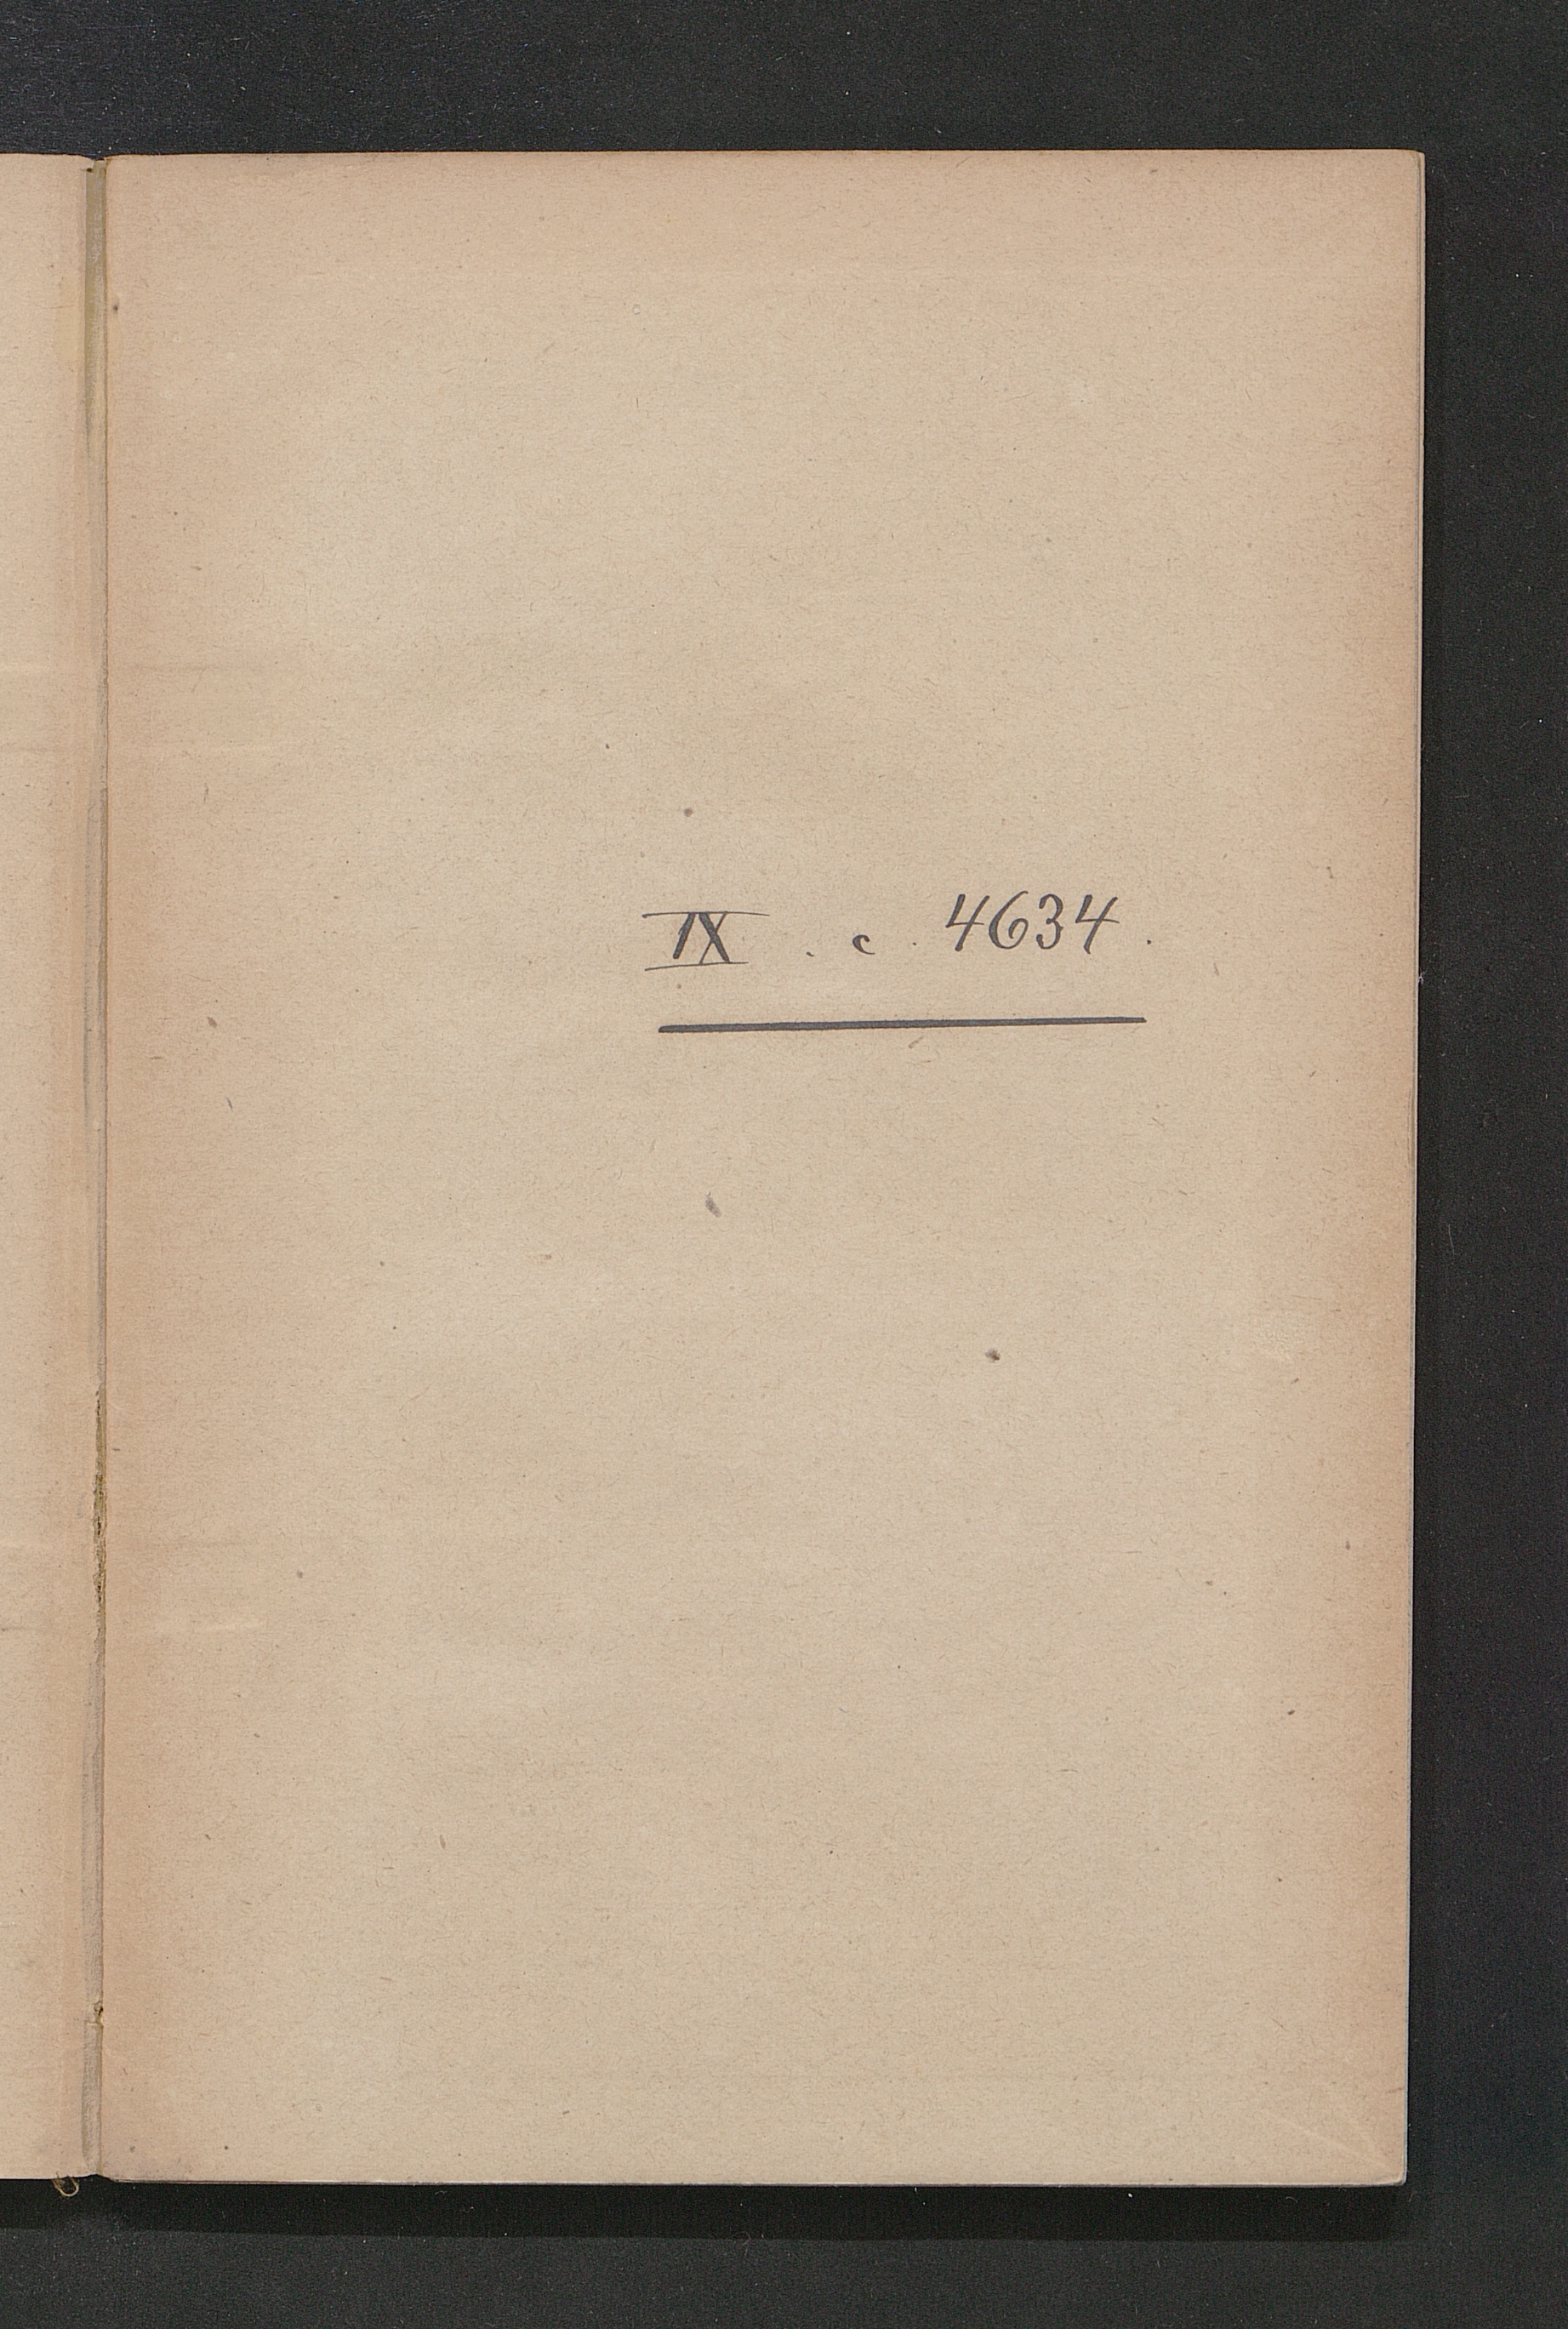 IX . c . 4634 .